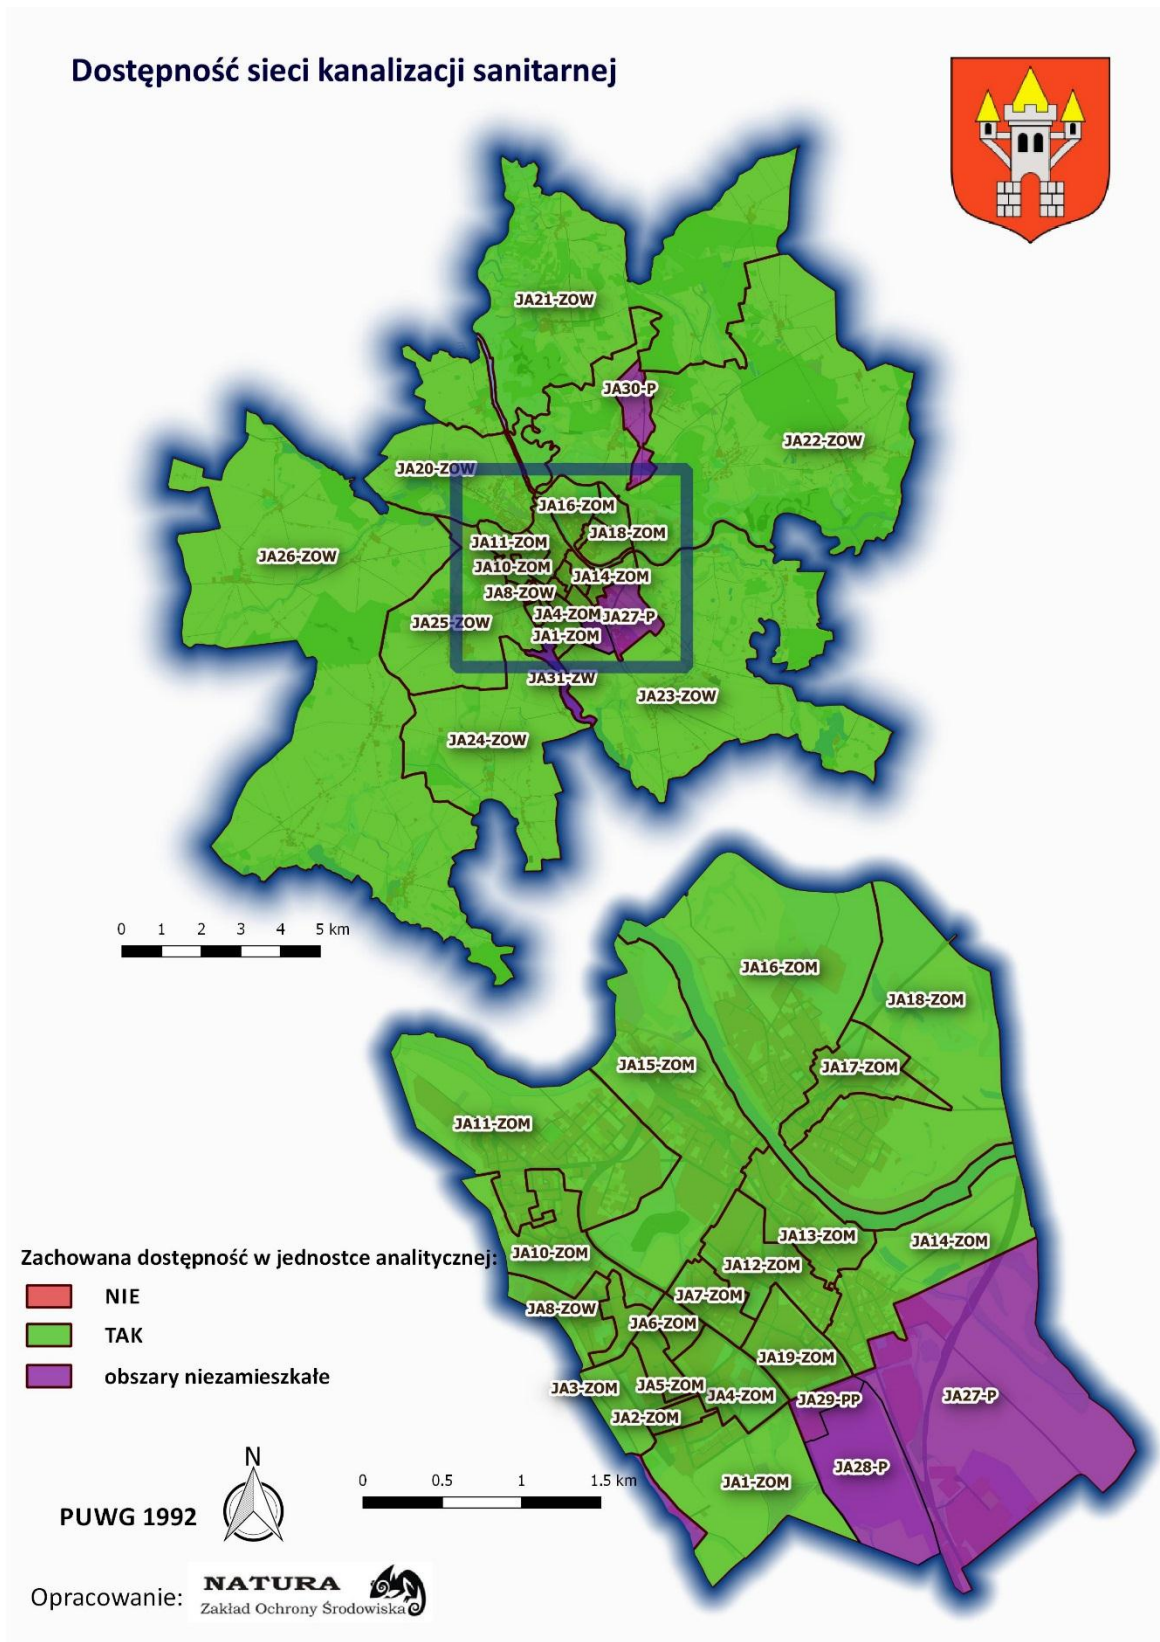 Dostępność sieci kanalizacji sanitarnej
JA21-ZOW
JA30-P
JA22-ZOW
JA20-ZOW
JA16-ZOM
JA18-ZOM
JA11-ZOM
JA26-ZOW
JA10-ZOM
JA14-ZOM
JA8-ZOW
JA4-ZOM
JA27-P
JA25-ZOW
JA1-ZOM
JA31-ZW
JA23-ZOW
JA24-ZOW
0 1 2 3 4 5 km
JA16-ZOM
JA18-ZOM
JA15-ZOM
JA17-ZOM
JA11-ZOM
JA13-ZOM
JA14-ZOM
JA10-ZOM
JA12-ZOM
JA7-ZOM
JA8-ZOW
JA6-ZOM
JA19-ZOM
JA3-ZOM
JA5-ZOM
JA4-ZOM
JA29-PP
JA27-P
JA2-ZOM
JA28-P
JA1-ZOM
Zachowana dostępność w jednostce analitycznej:
NIE
TAK
obszary niezamieszkałe
N
0 0.5 1 1.5 km
PUWG 1992
Opracowanie:
NATURA
Zakład Ochrony Środowiska